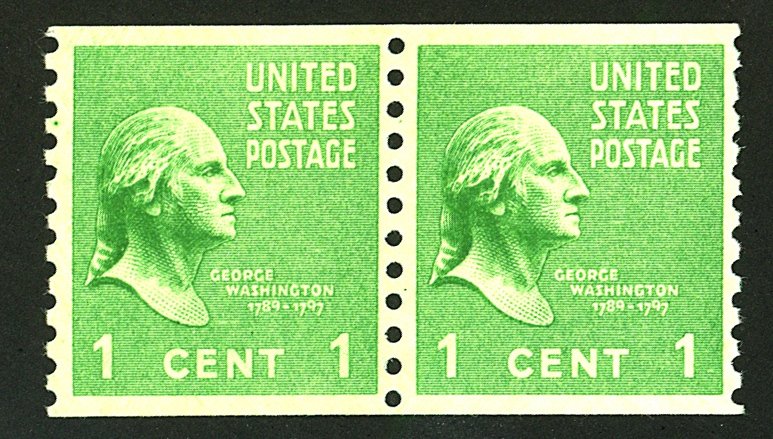 UNITED
STATES
POSTAGE
GEORGE
WASHINGTON
1789-1797
1 CENT 1
UNITED
STATES
POSTAGE
GEORGE
WASHINGTON
1789-1797
1 CENT 1